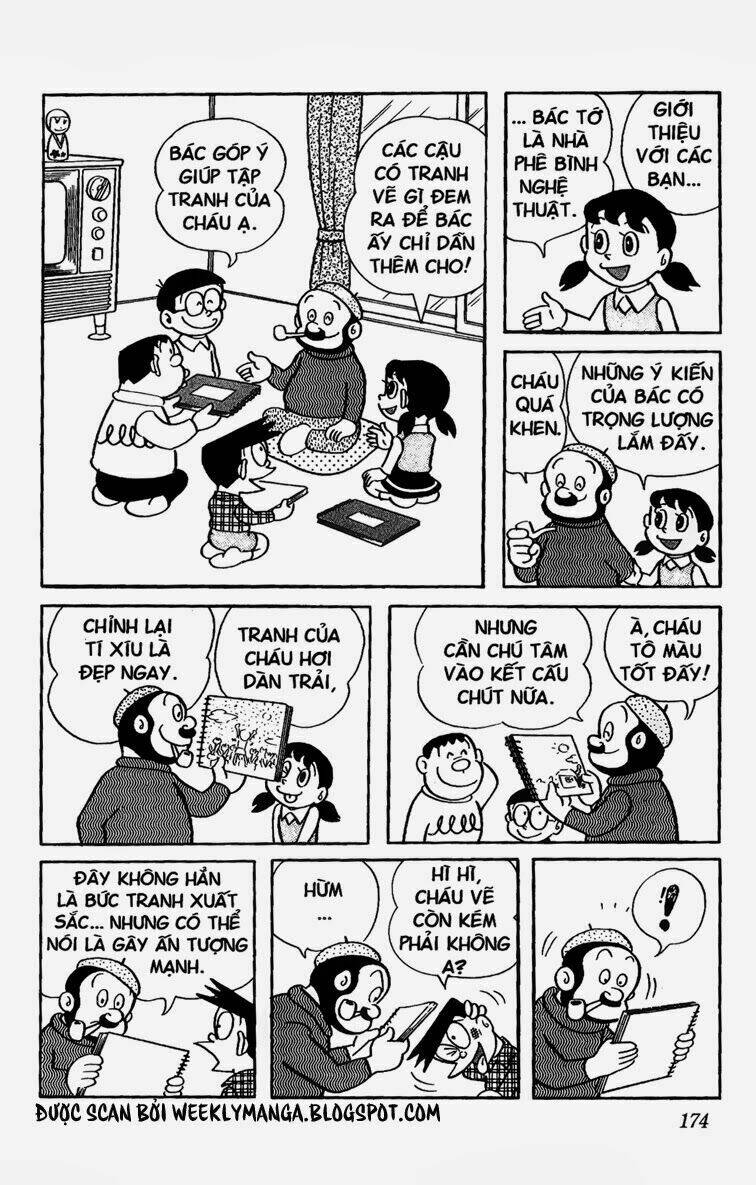 GIỚI
THIỆU
VỚI CÁC
BẠN...
... BÁC TỚ
LÀ NHÀ
PHÊ BÌNH
NGHỆ
THUẬT.
NHỮNG Ý KIẾN
CỦA BÁC CÓ
TRỌNG LƯỢNG
LẮM ĐẤY.
CHÁU
QUÁ
KHEN.
CÁC CẬU
CÓ TRANH
VẼ GÌ ĐEM
RA ĐỂ BÁC
ẤY CHỈ DẪN
THÊM CHO!
BÁC GÓP Ý
GIÚP TẬP
TRANH CỦA
CHÁU Ạ.
À, CHÁU
TÔ MÀU
TỐT ĐẤY!
NHƯNG
CẦN CHÚ TÂM
VÀO KẾT CẤU
CHÚT NỮA.
TRANH CỦA
CHÁU HƠI
DÀN TRẢI,
CHỈNH LẠI
TÍ XÍU LÀ
ĐẸP NGAY.
!?
HÌ HÌ,
CHÁU VẼ
CÒN KÉM
PHẢI KHÔNG
Ạ?
HỪM
...
ĐÂY KHÔNG HẲN
LÀ BỨC TRANH XUẤT
SẮC... NHƯNG CÓ THỂ
NÓI LÀ GÂY ẤN TƯỢNG
MẠNH.
ĐƯỢC SCAN BỞI WEEKLYMANGA.BLOGSPOT.COM
174